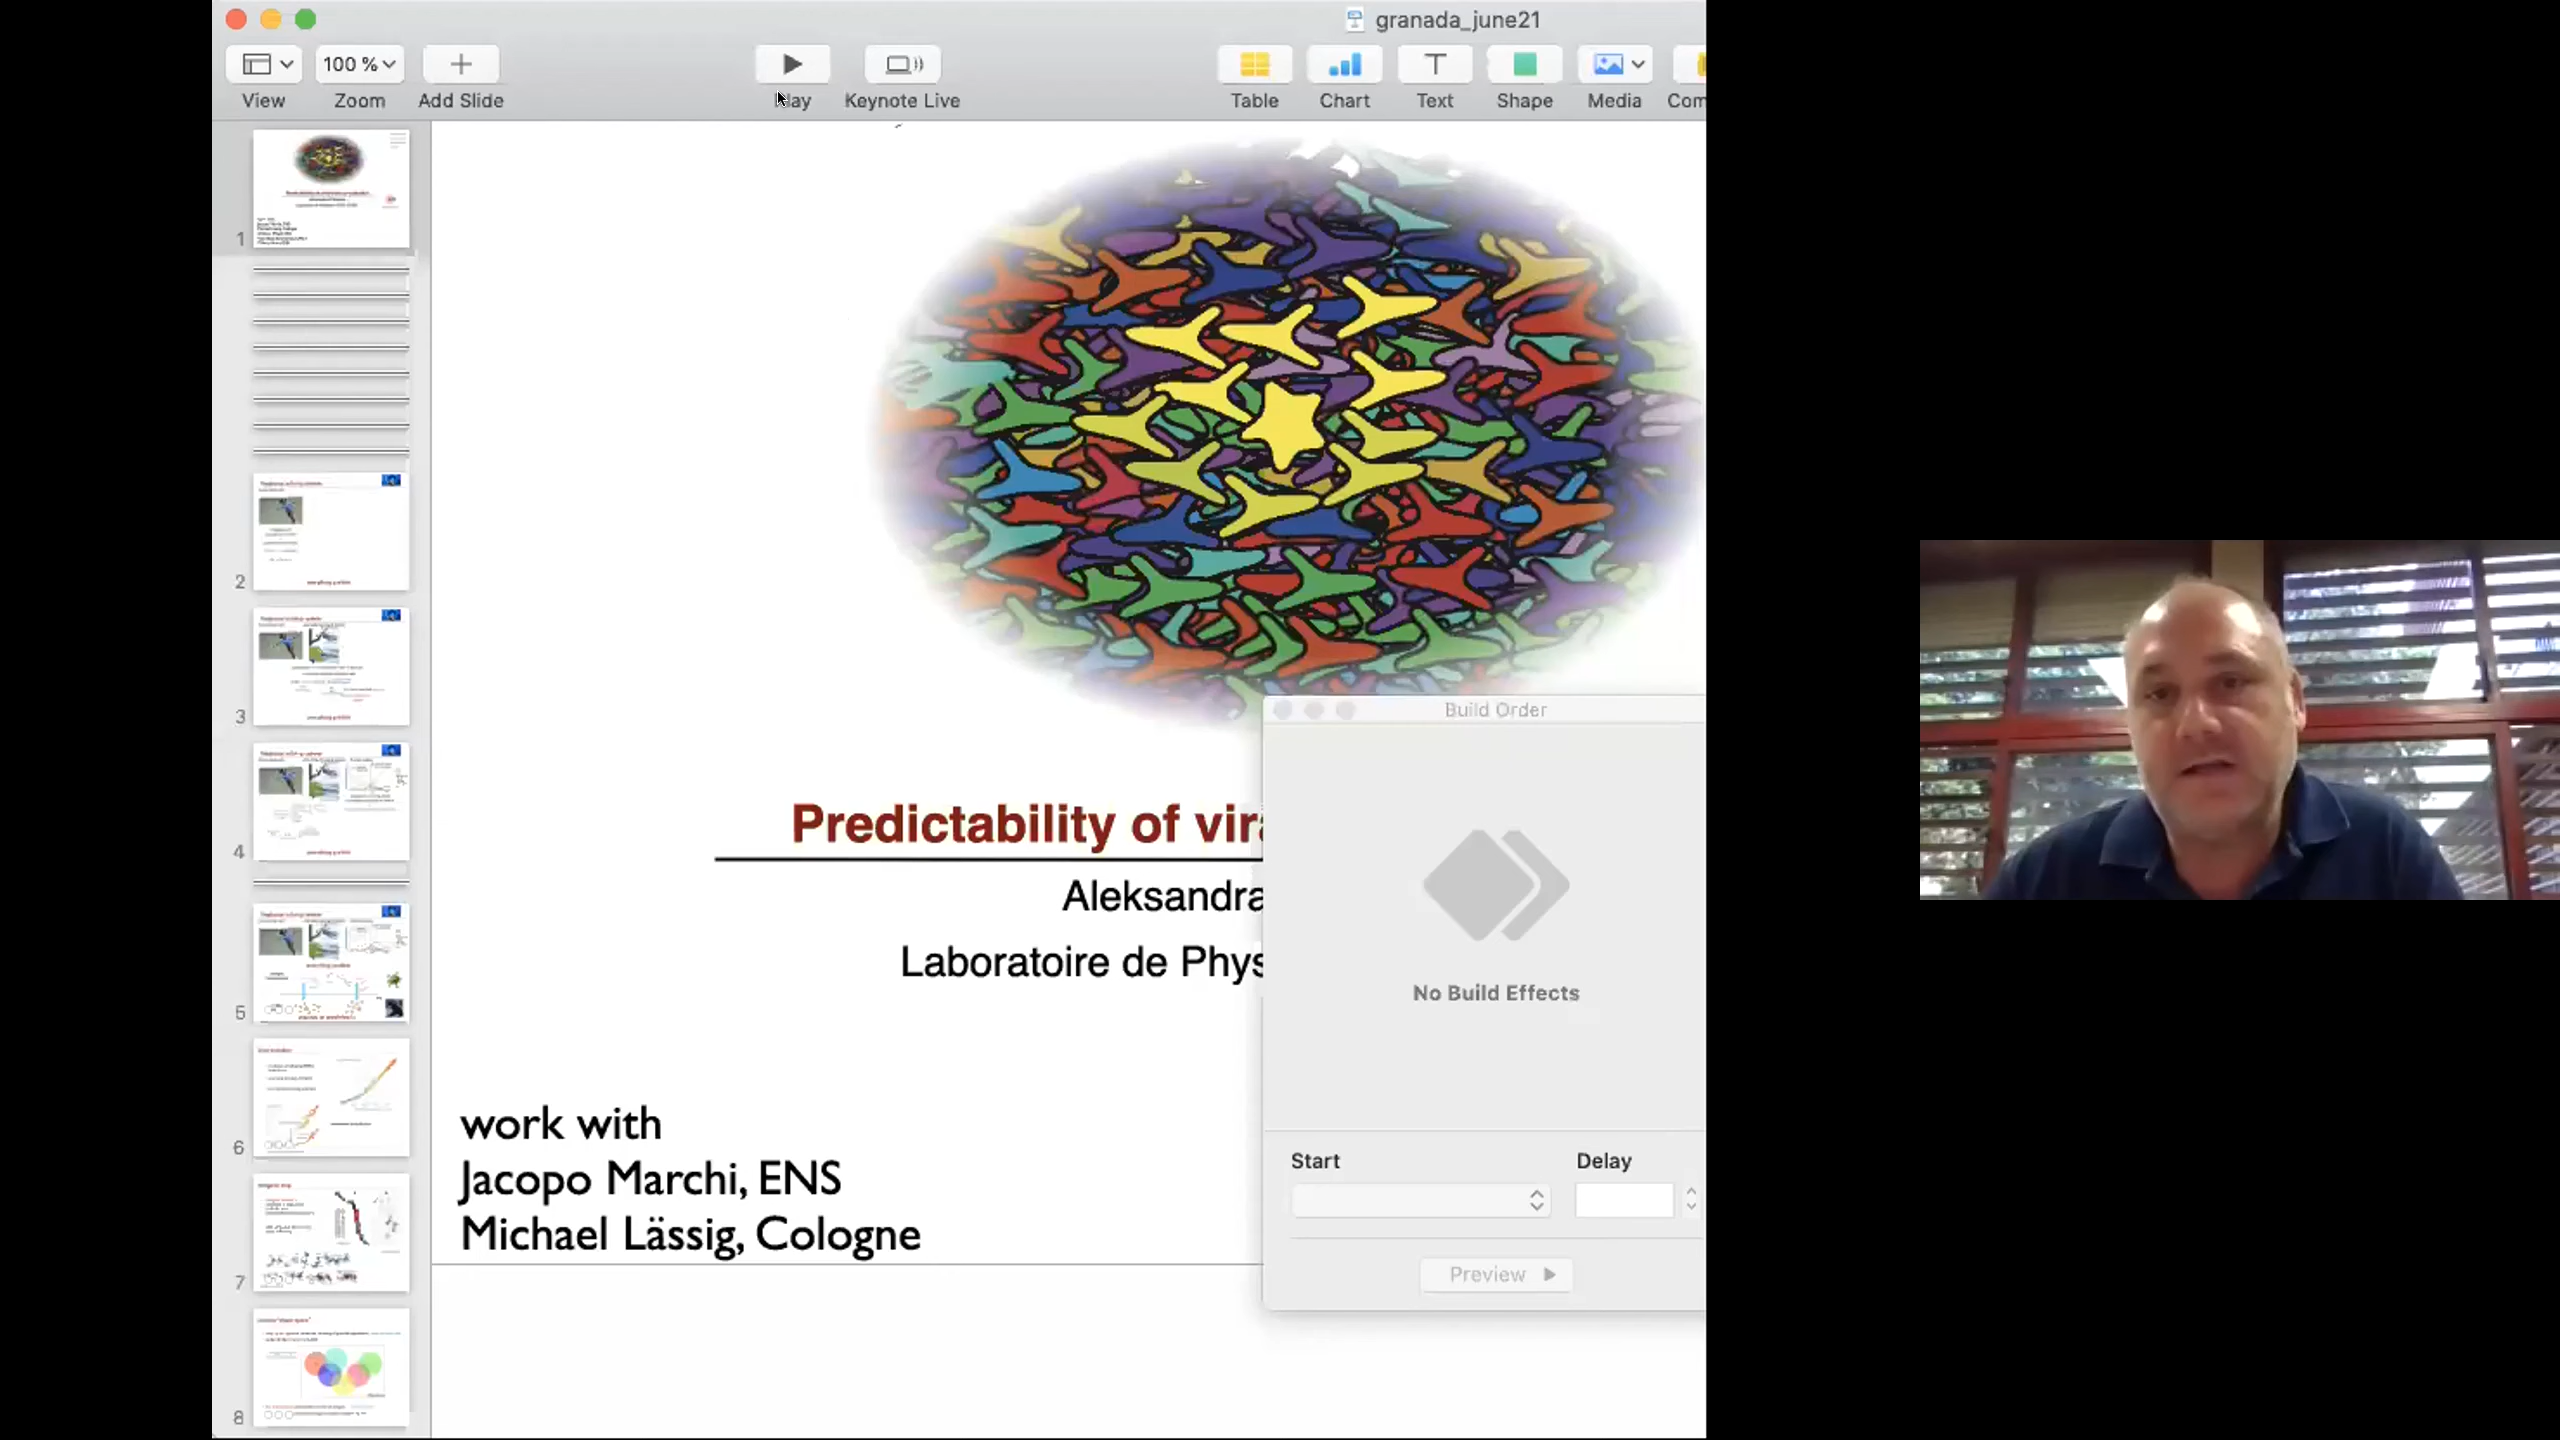 granada_june21
100 %
View
Zoom
Add Slide
Play
Keynote Live
Table
Chart
Text
Shape
Media
Com
1
2
3
4
5
6
7
8
Predictability of vira
Aleksandra
Laboratoire de Phys
work with
Jacopo Marchi, ENS
Michael Lässig, Cologne
Build Order
No Build Effects
Start
Delay
Preview